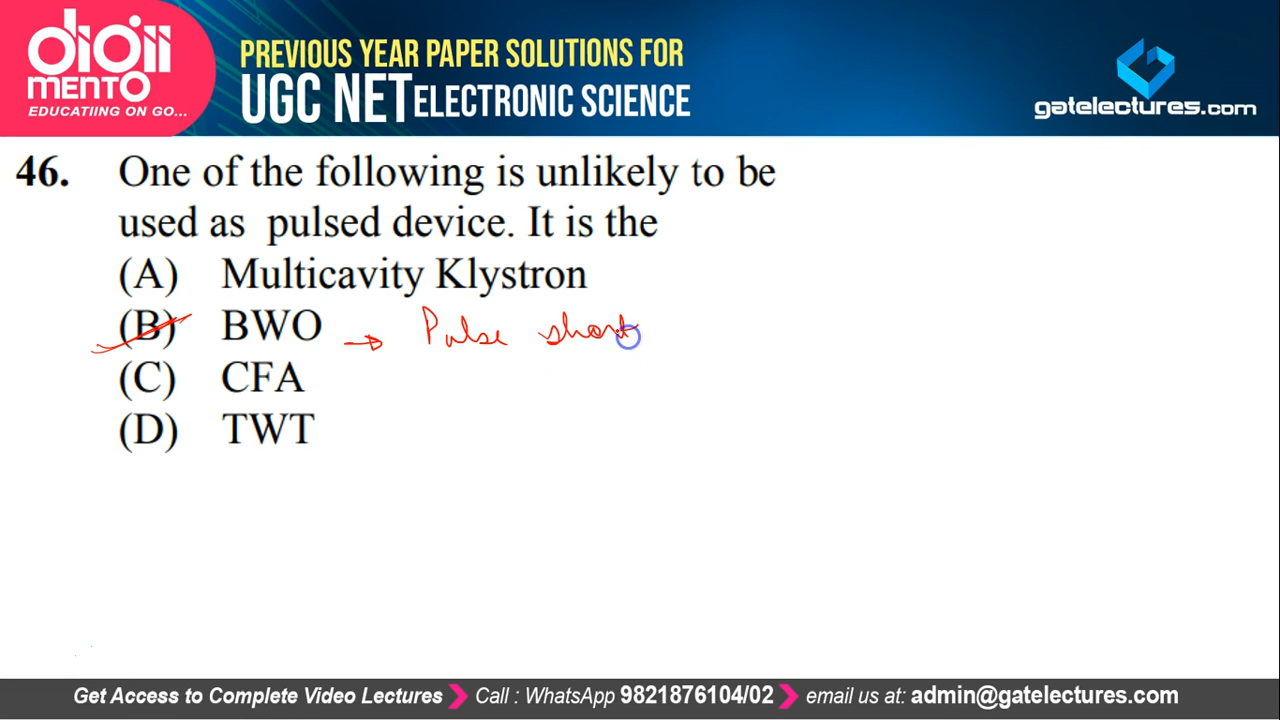 dioii
MENTO
EDUCATIING ON GO...
PREVIOUS YEAR PAPER SOLUTIONS FOR
UGC NET ELECTRONIC SCIENCE
gatelectures.com
46. One of the following is unlikely to be
used as pulsed device. It is the
(A) Multicavity Klystron
(B) BWO → Pulse short
(C) CFA
(D) TWT
Get Access to Complete Video Lectures Call : WhatsApp 9821876104/02 email us at: admin@gatelectures.com